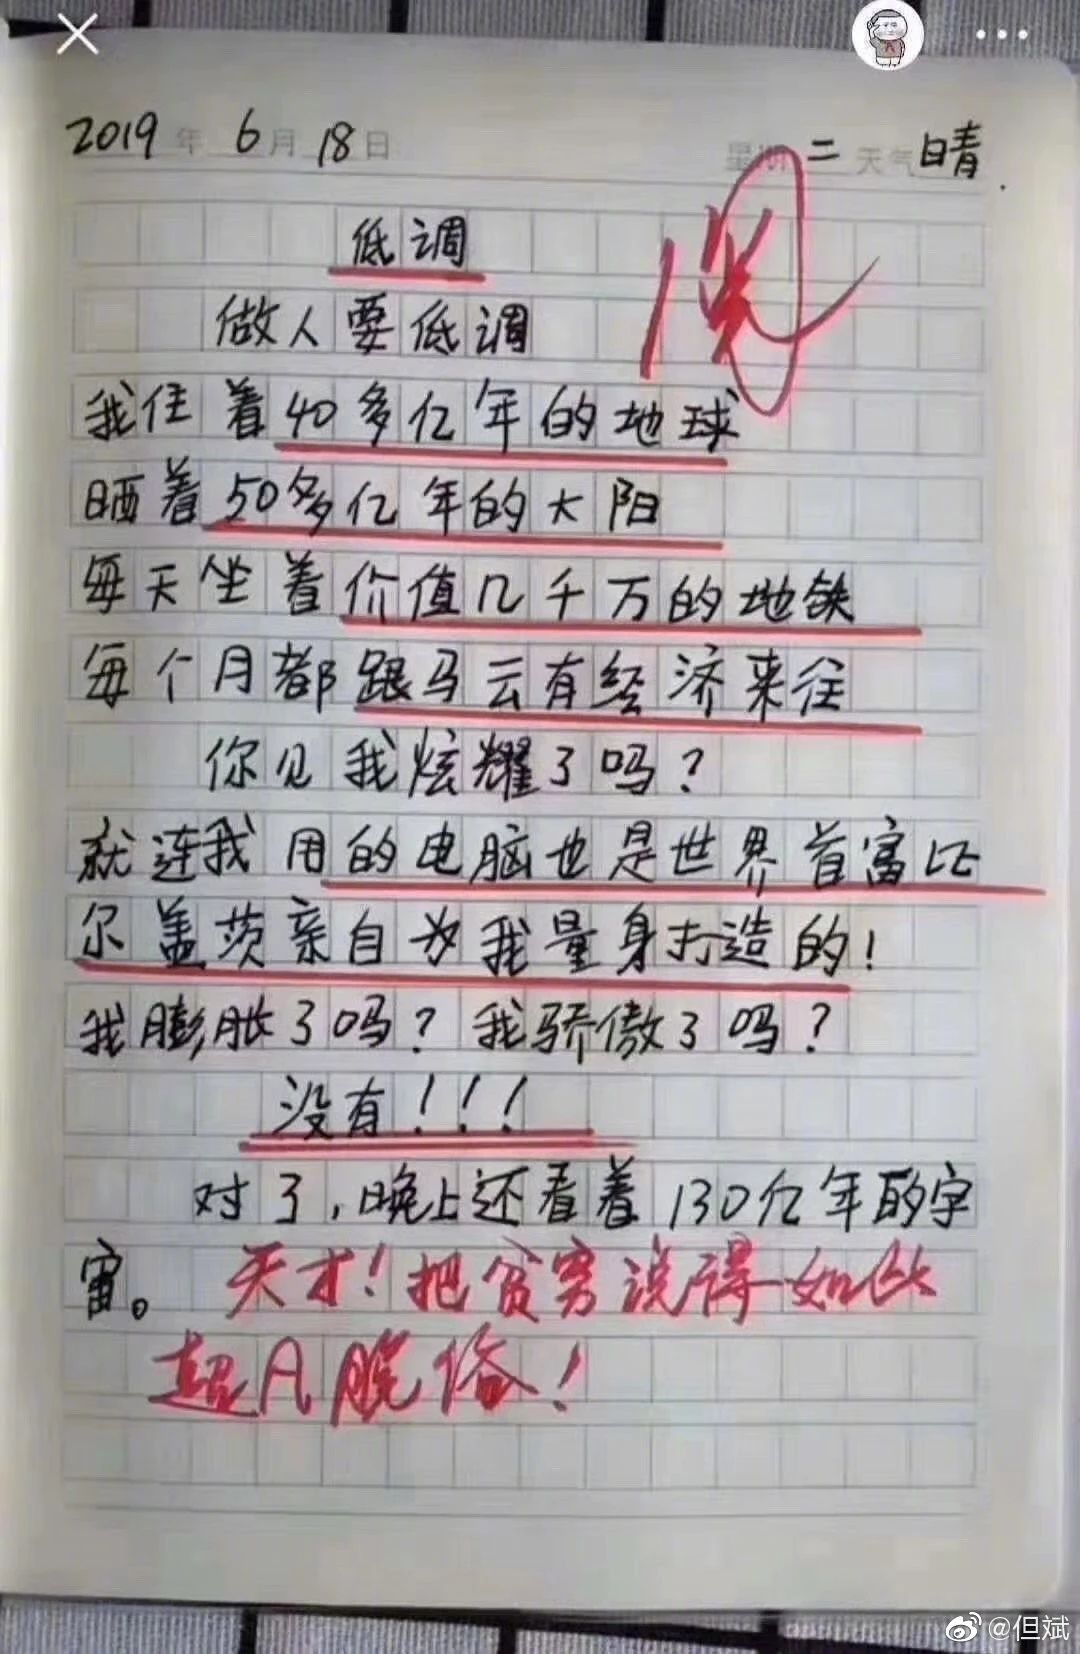 2019年 6月 18日 星期二 天气 晴
低调
做人要低调
我住着40多亿年的地球
晒着50多亿年的大阳
每天坐着价值几千万的地铁
每个月都跟马云有经济来往
你见我炫耀了吗？
就连我用的电脑也是世界首富比
尔盖茨亲自为我量身打造的！
我膨胀了吗？我骄傲了吗？
没有！！！
对了，晚上还看着130亿年的宇
宙。天才！把贫穷说得如此
超凡脱俗！
@但斌